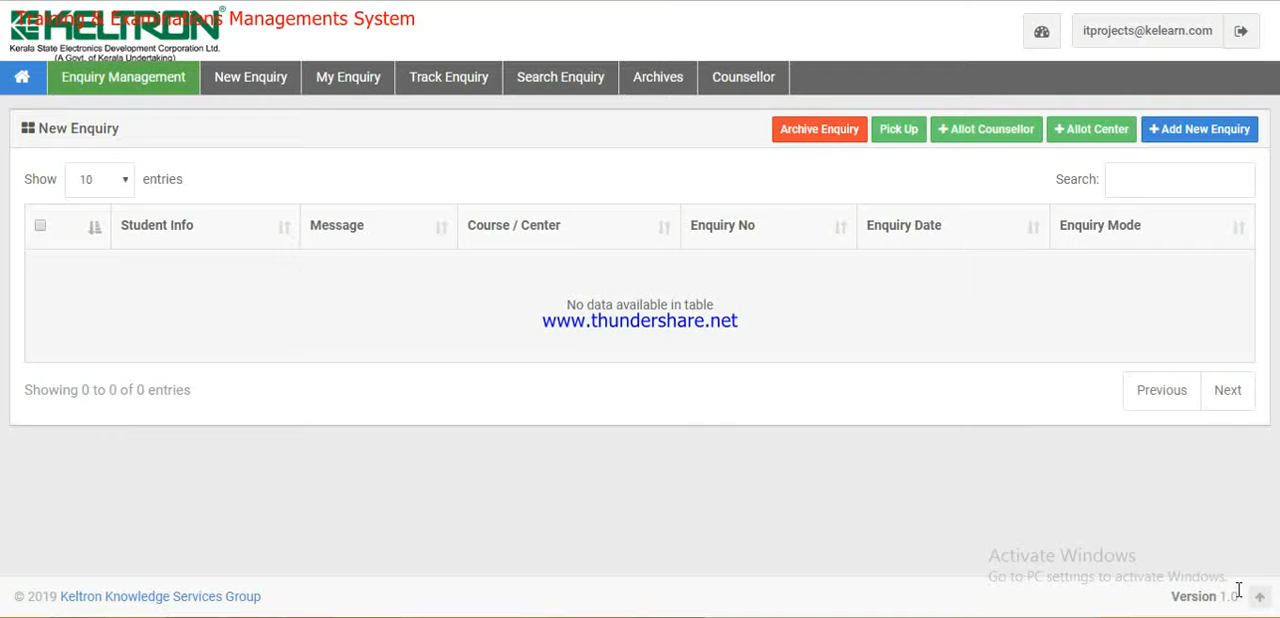 Training & Examinations Managements System
KELTRON®
Kerala State Electronics Development Corporation Ltd.
(A Govt. of Kerala Undertaking)
itprojects@kelearn.com
Enquiry Management New Enquiry My Enquiry Track Enquiry Search Enquiry Archives Counsellor
New Enquiry
Archive Enquiry Pick Up + Allot Counsellor + Allot Center + Add New Enquiry
Show 10 entries Search:
Student Info Message Course / Center Enquiry No Enquiry Date Enquiry Mode
No data available in table
www.thundershare.net
Showing 0 to 0 of 0 entries
Previous Next
Activate Windows
Go to PC settings to activate Windows.
© 2019 Keltron Knowledge Services Group Version 1.0